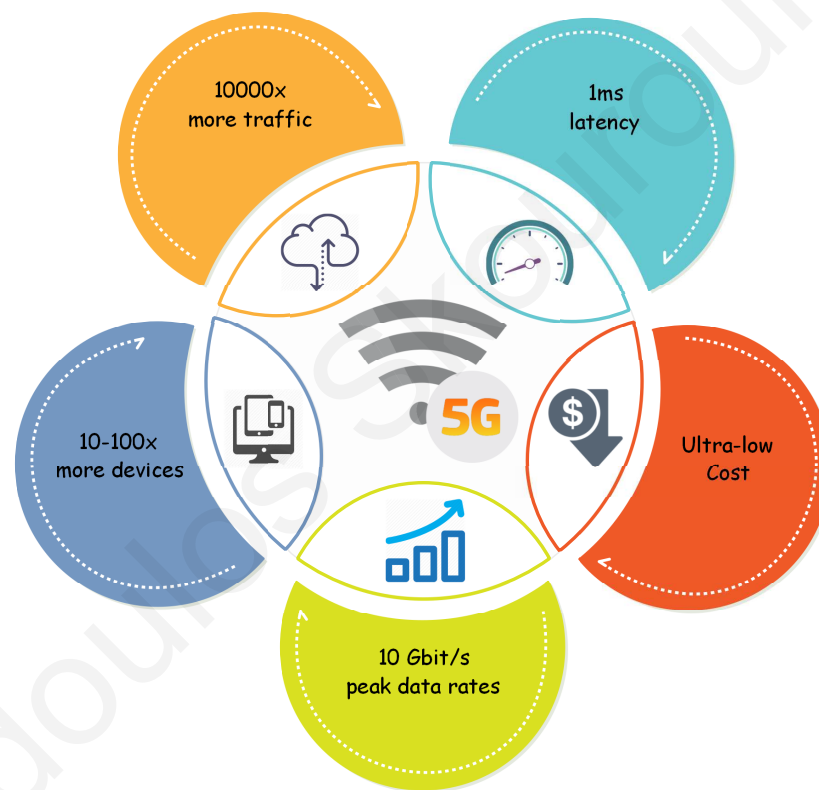 10000x
more traffic
1ms
latency
10-100x
more devices
5G
$
Ultra-low
Cost
10 Gbit/s
peak data rates